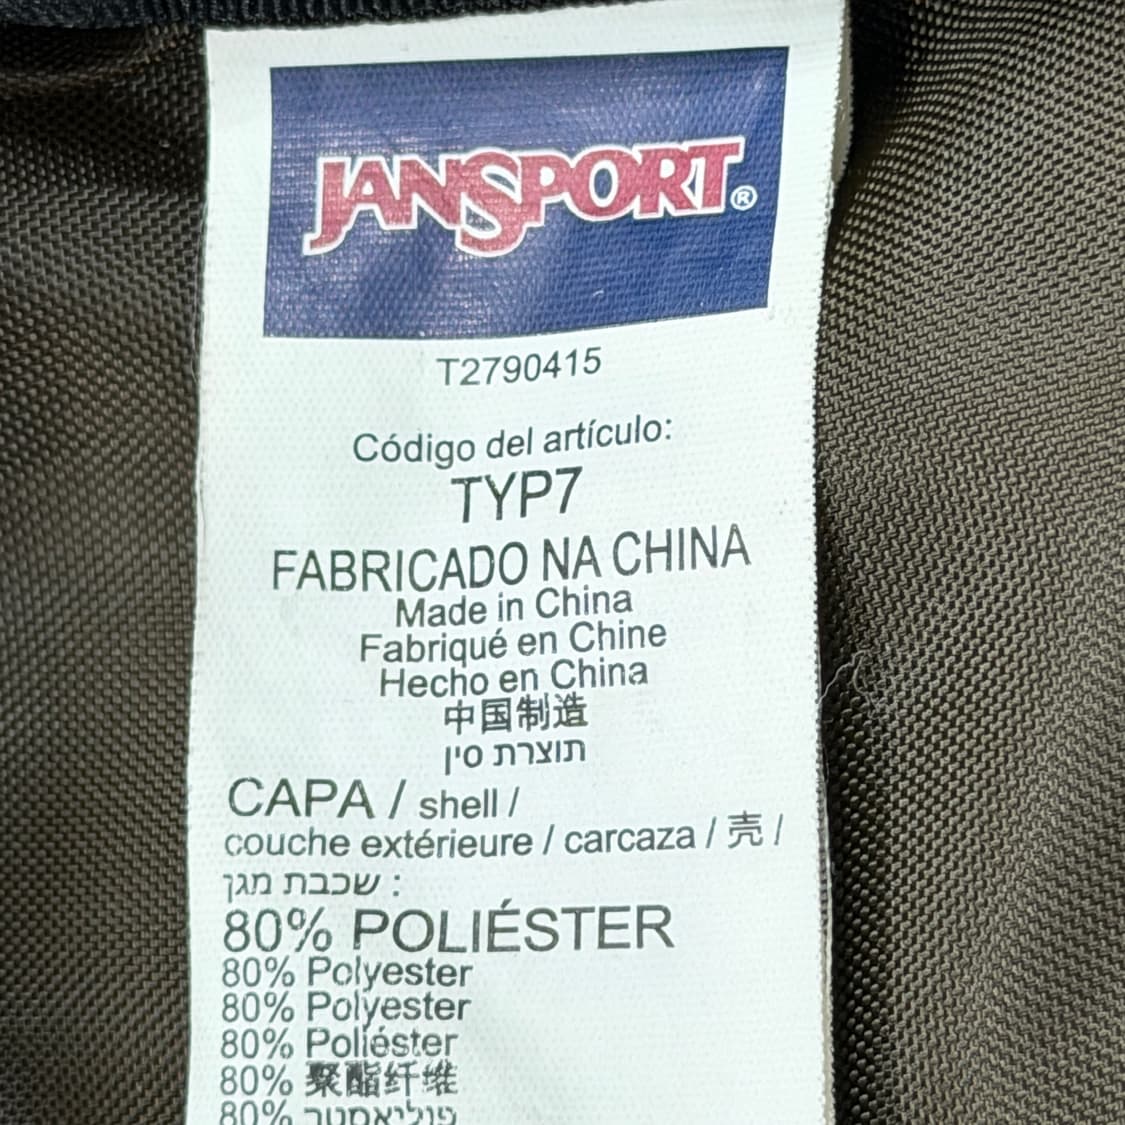 JANSPORT®
T2790415
Código del artículo:
TYP7
FABRICADO NA CHINA
Made in China
Fabriqué en Chine
Hecho en China
中国制造
תוצרת סין
CAPA / shell /
couche extérieure / carcaza / 壳 /
שכבת מגן :
80% POLIÉSTER
80% Polyester
80% Polyester
80% Poliéster
80% 聚酯纤维
80% פוליאסטר